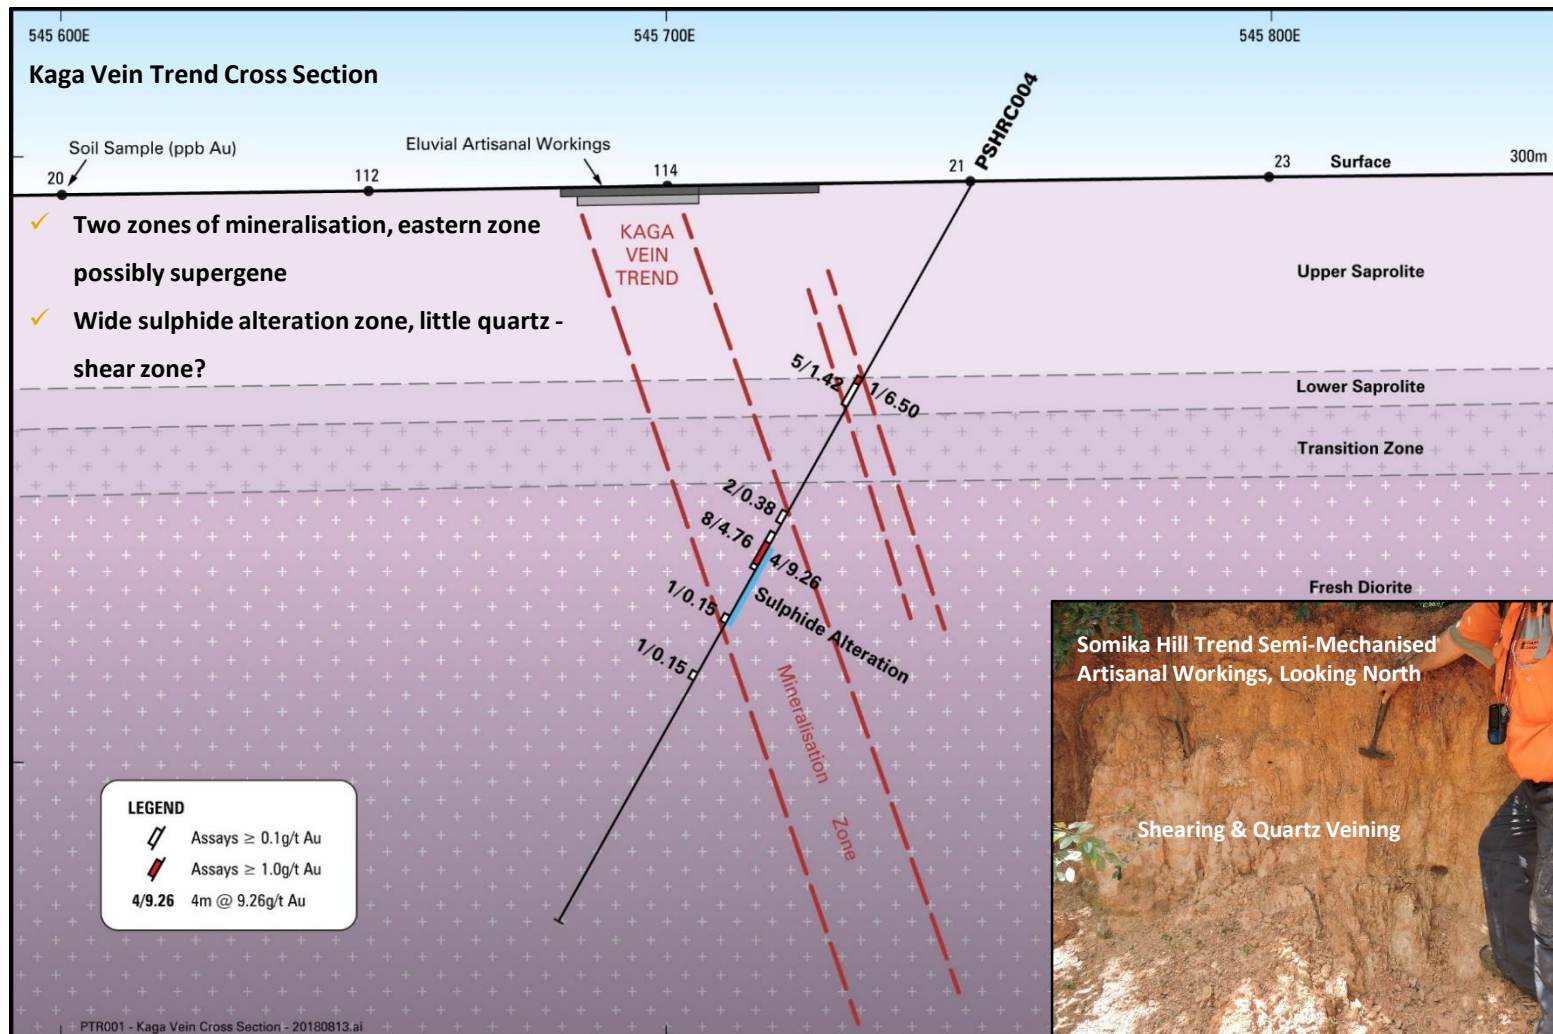 545 600E
545 700E
545 800E
Kaga Vein Trend Cross Section
PSHRC004
Soil Sample (ppb Au)
Eluvial Artisanal Workings
20
112
114
21
23
Surface
300m
✓ Two zones of mineralisation, eastern zone
possibly supergene
✓ Wide sulphide alteration zone, little quartz -
shear zone?
KAGA
VEIN
TREND
Upper Saprolite
5/1.42
1/6.50
Lower Saprolite
Transition Zone
2/0.38
8/4.76
4/9.26
1/0.15
Sulphide Alteration
1/0.15
Fresh Diorite
Mineralisation
Zone
Somika Hill Trend Semi-Mechanised
Artisanal Workings, Looking North
Shearing & Quartz Veining
LEGEND
Assays ≥ 0.1g/t Au
Assays ≥ 1.0g/t Au
4/9.26 4m @ 9.26g/t Au
PTR001 - Kaga Vein Cross Section - 20180813.ai